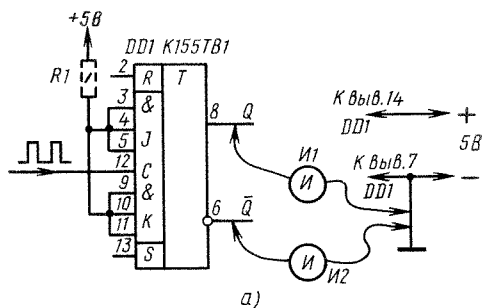 +5В
DD1 К155ТВ1
R1
2 R T
3 &
4 J
5
8 Q
12 C
9 &
10 K
11
6 Q̄
13 S
И1
И
И
И2
К выв.14
DD1
+
5В
К выв.7
DD1
−
а)